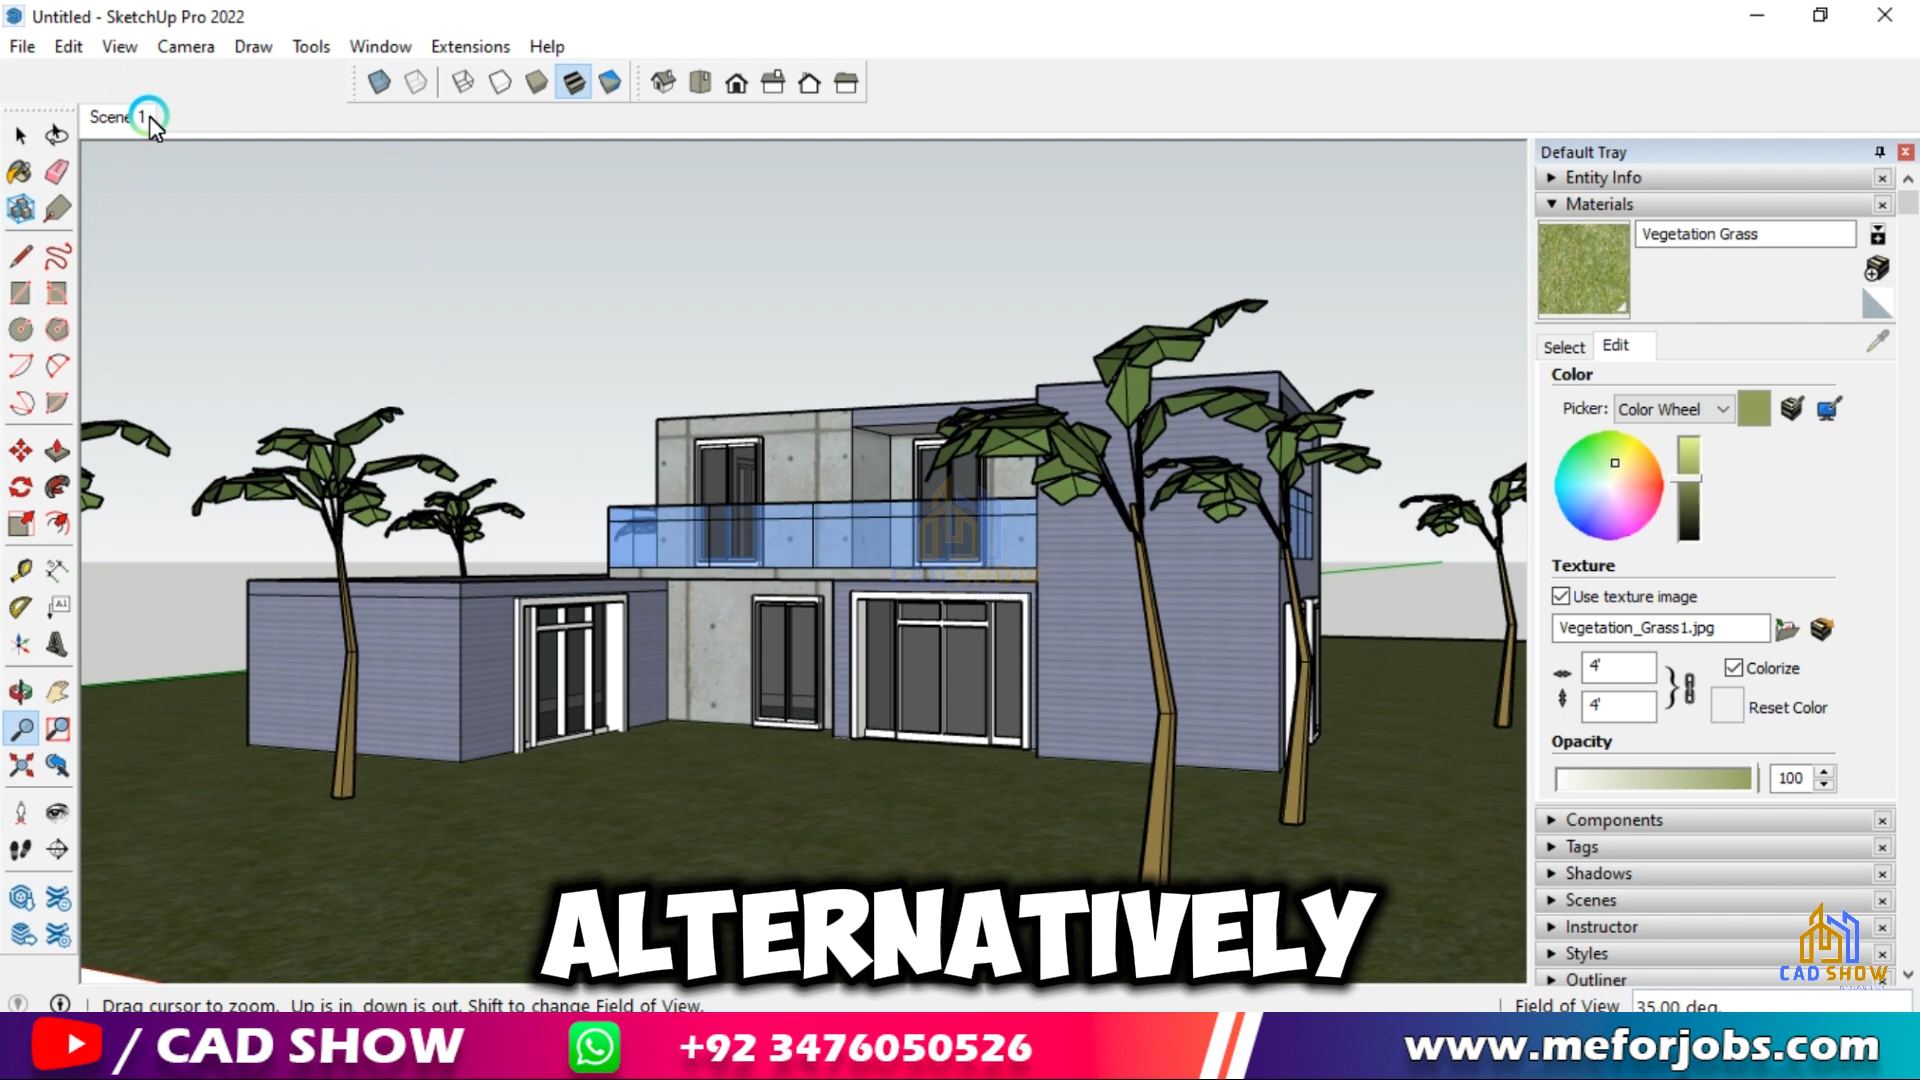 Untitled - SketchUp Pro 2022
File Edit View Camera Draw Tools Window Extensions Help
Scene 1
Default Tray
Entity Info
Materials
Vegetation Grass
Select Edit
Color
Picker: Color Wheel
Texture
Use texture image
Vegetation_Grass1.jpg
4'
Colorize
4'
Reset Color
Opacity
100
Components
Tags
Shadows
Scenes
Instructor
Styles
Outliner
CAD SHOW
CAD SHOW
ALTERNATIVELY
Drag cursor to zoom. Up is in, down is out. Shift to change Field of View.
Field of View 35.00 deg.
/ CAD SHOW
+92 3476050526
www.meforjobs.com